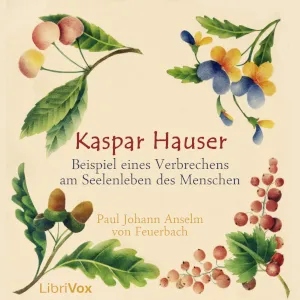 Kaspar Hauser
Beispiel eines Verbrechens
am Seelenleben des Menschen
Paul Johann Anselm
von Feuerbach
LibriVox